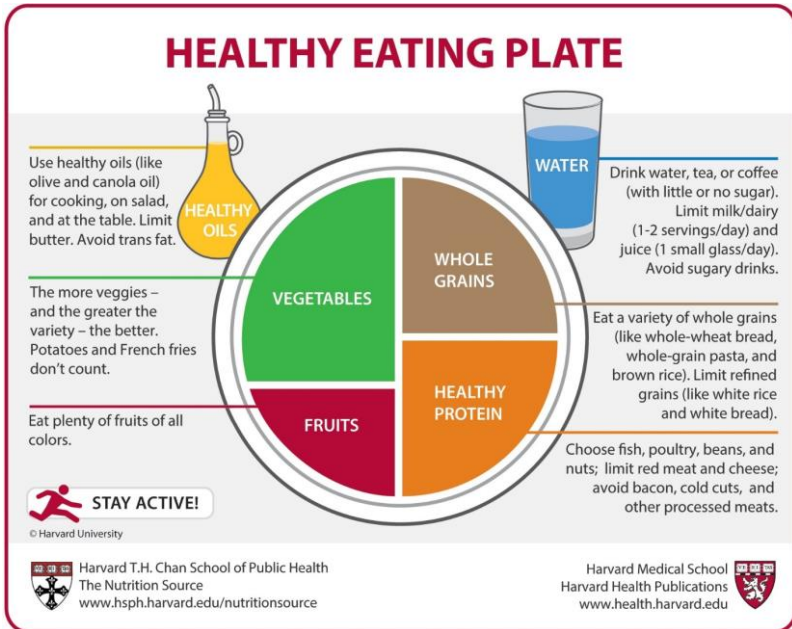 HEALTHY EATING PLATE
Use healthy oils (like
olive and canola oil)
for cooking, on salad,
and at the table. Limit
butter. Avoid trans fat.
HEALTHY
OILS
The more veggies –
and the greater the
variety – the better.
Potatoes and French fries
don’t count.
Eat plenty of fruits of all
colors.
VEGETABLES
FRUITS
WHOLE
GRAINS
HEALTHY
PROTEIN
WATER
Drink water, tea, or coffee
(with little or no sugar).
Limit milk/dairy
(1-2 servings/day) and
juice (1 small glass/day).
Avoid sugary drinks.
Eat a variety of whole grains
(like whole-wheat bread,
whole-grain pasta, and
brown rice). Limit refined
grains (like white rice
and white bread).
Choose fish, poultry, beans, and
nuts; limit red meat and cheese;
avoid bacon, cold cuts, and
other processed meats.
STAY ACTIVE!
© Harvard University
Harvard T.H. Chan School of Public Health
The Nutrition Source
www.hsph.harvard.edu/nutritionsource
Harvard Medical School
Harvard Health Publications
www.health.harvard.edu